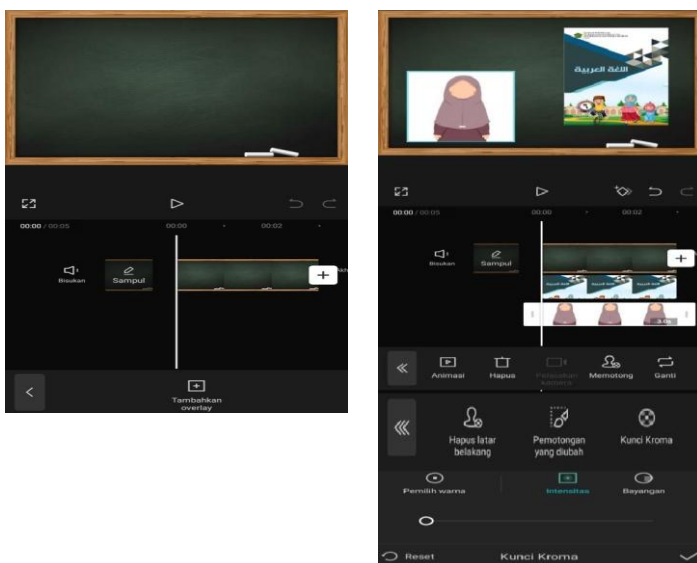 00:00 / 00:05
00:00
00:02
Bisukan
Sampul
Tambahkan
overlay
اللغة العربية
00:00 / 00:05
00:00
00:02
Bisukan
Sampul
3.0s
Animasi
Hapus
Memotong
Ganti
Hapus latar
belakang
Pemotongan
yang diubah
Kunci Kroma
Pemilih warna
Intensitas
Bayangan
Reset
Kunci Kroma